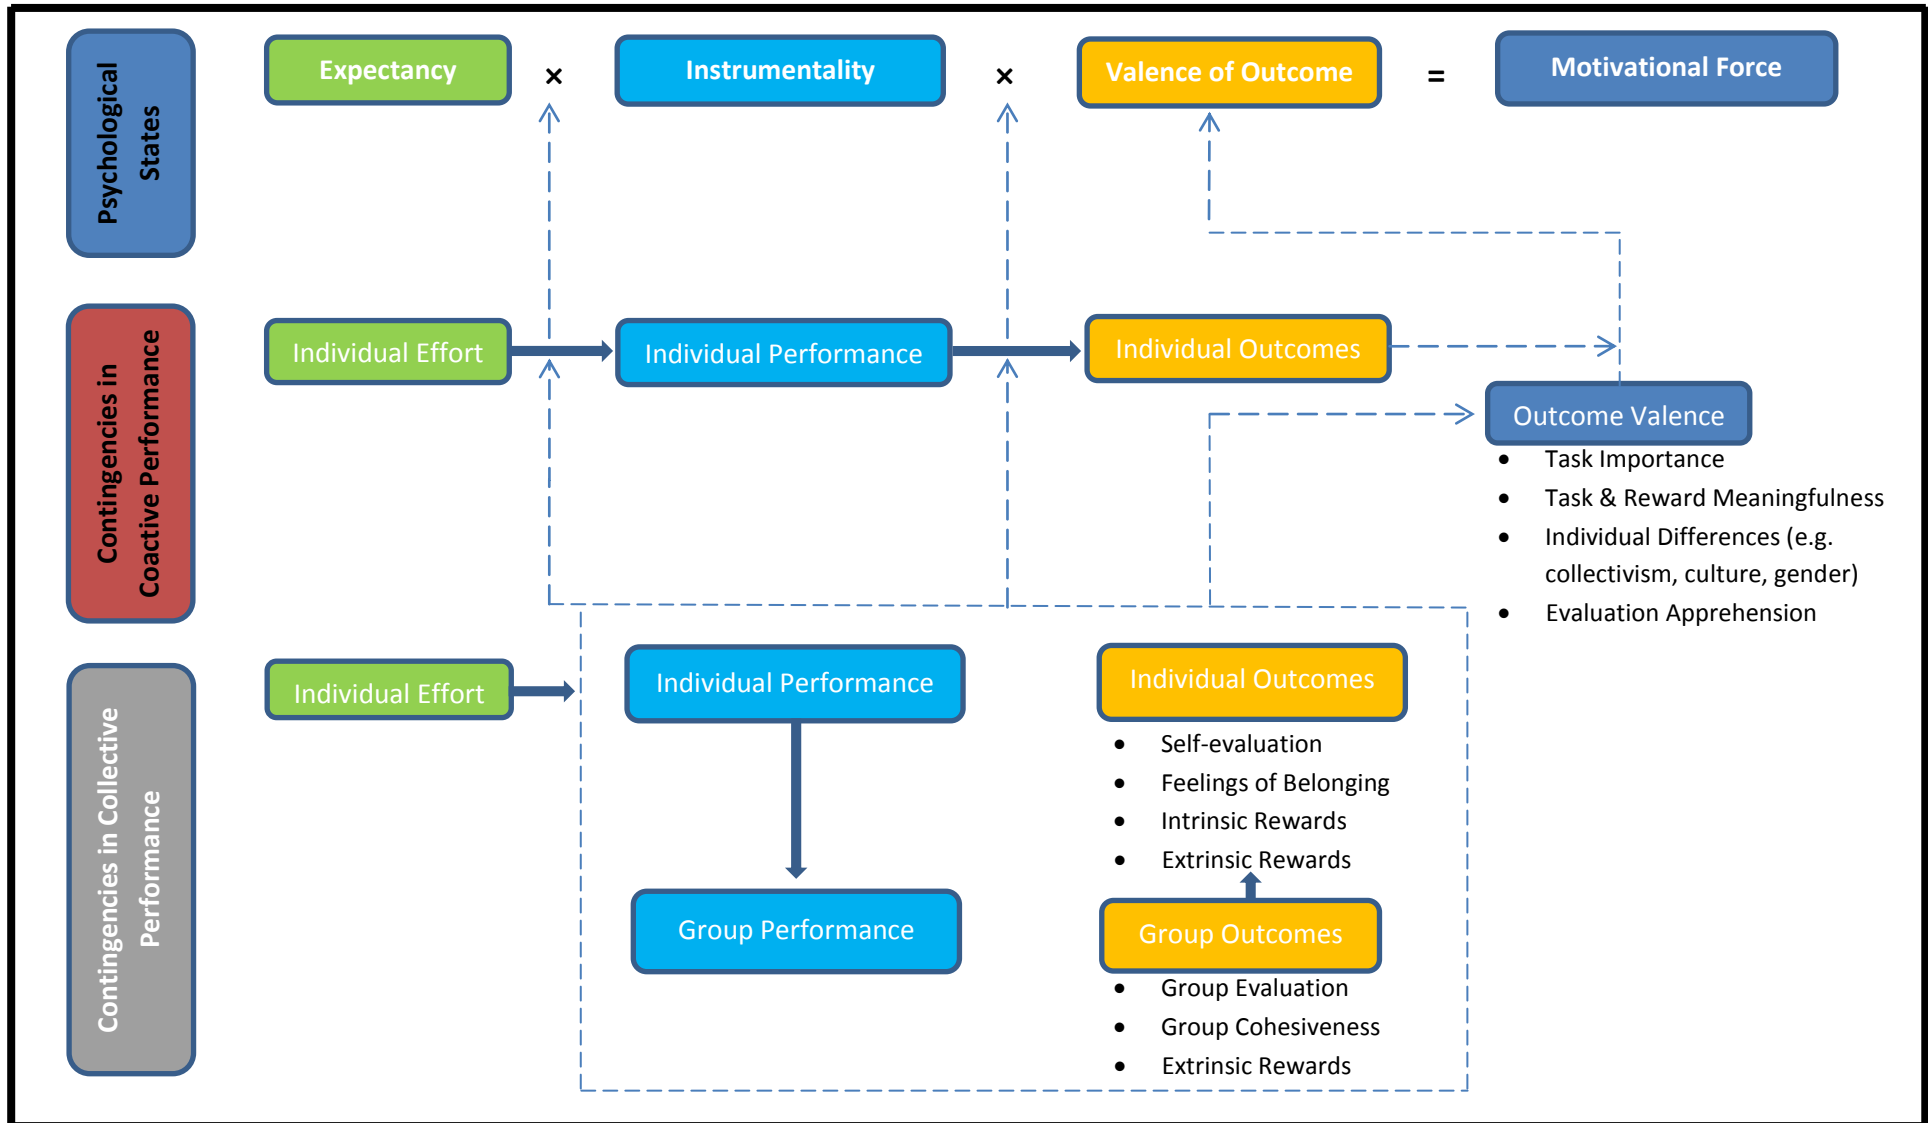 Psychological
States
Expectancy
×
Instrumentality
×
Valence of Outcome
=
Motivational Force
Contingencies in
Coactive Performance
Individual Effort
Individual Performance
Individual Outcomes
Outcome Valence
• Task Importance
• Task & Reward Meaningfulness
• Individual Differences (e.g.
collectivism, culture, gender)
• Evaluation Apprehension
Contingencies in Collective
Performance
Individual Effort
Individual Performance
Group Performance
Individual Outcomes
• Self-evaluation
• Feelings of Belonging
• Intrinsic Rewards
• Extrinsic Rewards
Group Outcomes
• Group Evaluation
• Group Cohesiveness
• Extrinsic Rewards